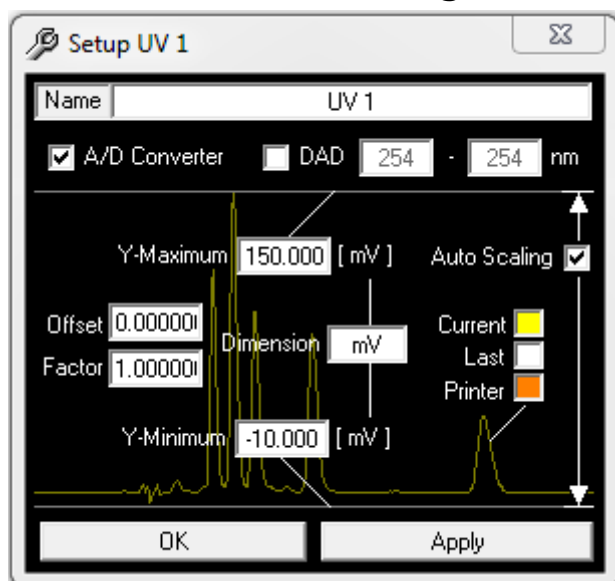 Setup UV 1
Name UV 1
A/D Converter DAD 254 - 254 nm
Y-Maximum 150.000 [ mV ] Auto Scaling
Offset 0.000000 Dimension mV Current
Factor 1.000000 Last
Printer
Y-Minimum -10.000 [ mV ]
OK Apply